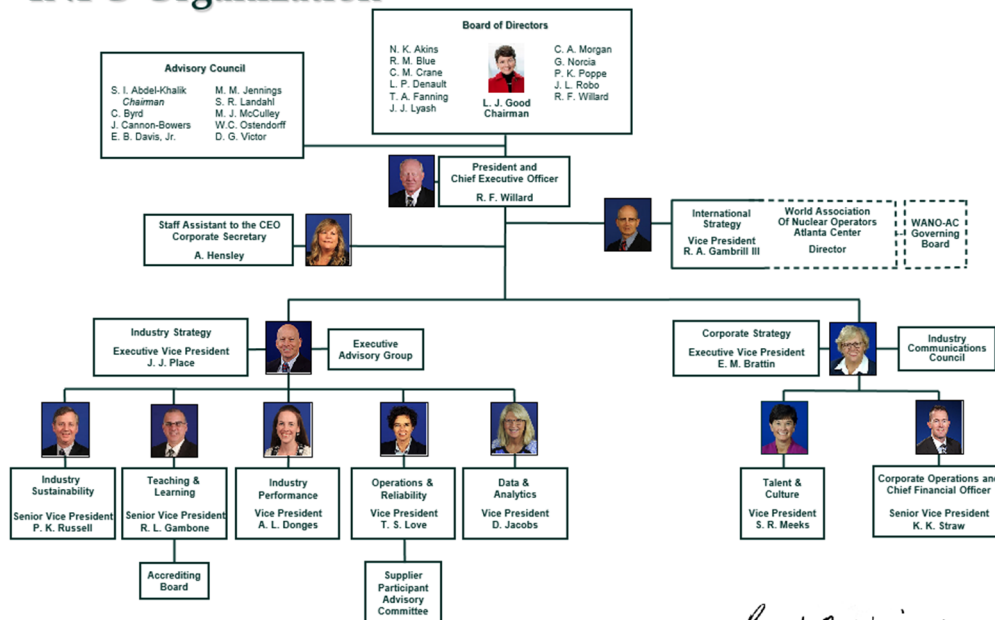 Organization
Board of Directors
N. K. Akins
R. M. Blue
C. M. Crane
L. P. Denault
T. A. Fanning
J. J. Lyash
L. J. Good
Chairman
C. A. Morgan
G. Norcia
P. K. Poppe
J. L. Robo
R. F. Willard
Advisory Council
S. I. Abdel-Khalik
Chairman
C. Byrd
J. Cannon-Bowers
E. B. Davis, Jr.
M. M. Jennings
S. R. Landahl
M. J. McCulley
W.C. Ostendorff
D. G. Victor
President and
Chief Executive Officer
R. F. Willard
Staff Assistant to the CEO
Corporate Secretary
A. Hensley
International
Strategy
Vice President
R. A. Gambrill III
World Association
Of Nuclear Operators
Atlanta Center
Director
WANO-AC
Governing
Board
Industry Strategy
Executive Vice President
J. J. Place
Executive
Advisory Group
Corporate Strategy
Executive Vice President
E. M. Brattin
Industry
Communications
Council
Industry
Sustainability
Senior Vice President
P. K. Russell
Teaching &
Learning
Senior Vice President
R. L. Gambone
Industry
Performance
Vice President
A. L. Donges
Operations &
Reliability
Vice President
T. S. Love
Data &
Analytics
Vice President
D. Jacobs
Talent &
Culture
Vice President
S. R. Meeks
Corporate Operations and
Chief Financial Officer
Senior Vice President
K. K. Straw
Accrediting
Board
Supplier
Participant
Advisory
Committee